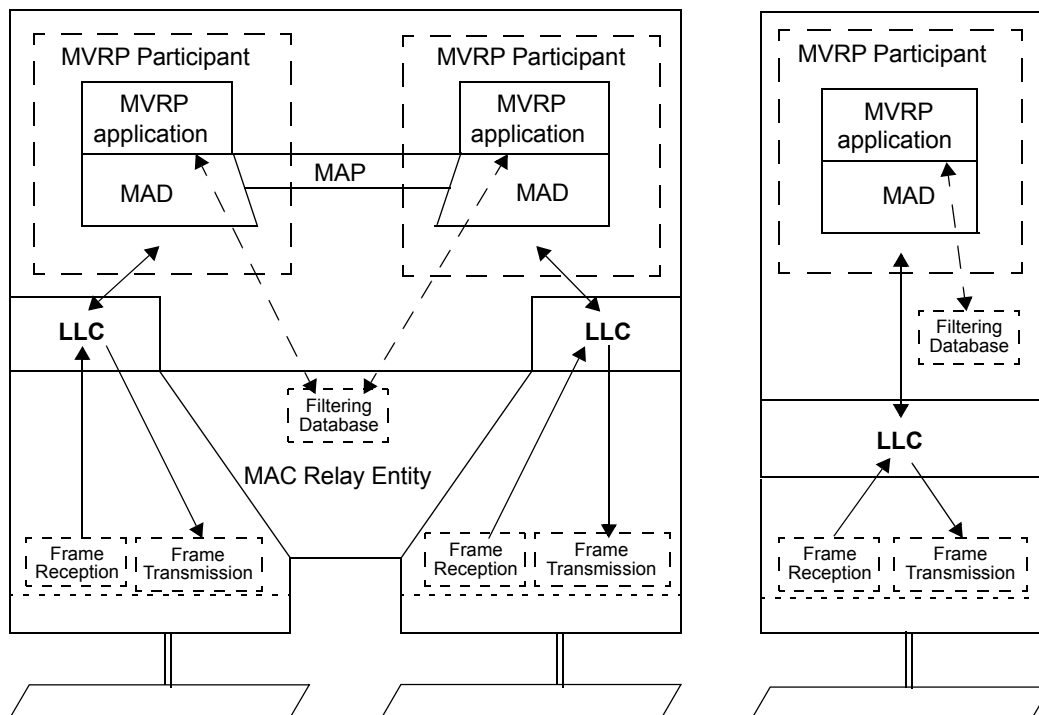 MVRP Participant
MVRP
application
MAD
MAP
MVRP Participant
MVRP
application
MAD
LLC
LLC
Filtering
Database
MAC Relay Entity
Frame
Reception
Frame
Transmission
Frame
Reception
Frame
Transmission
MVRP Participant
MVRP
application
MAD
Filtering
Database
LLC
Frame
Reception
Frame
Transmission